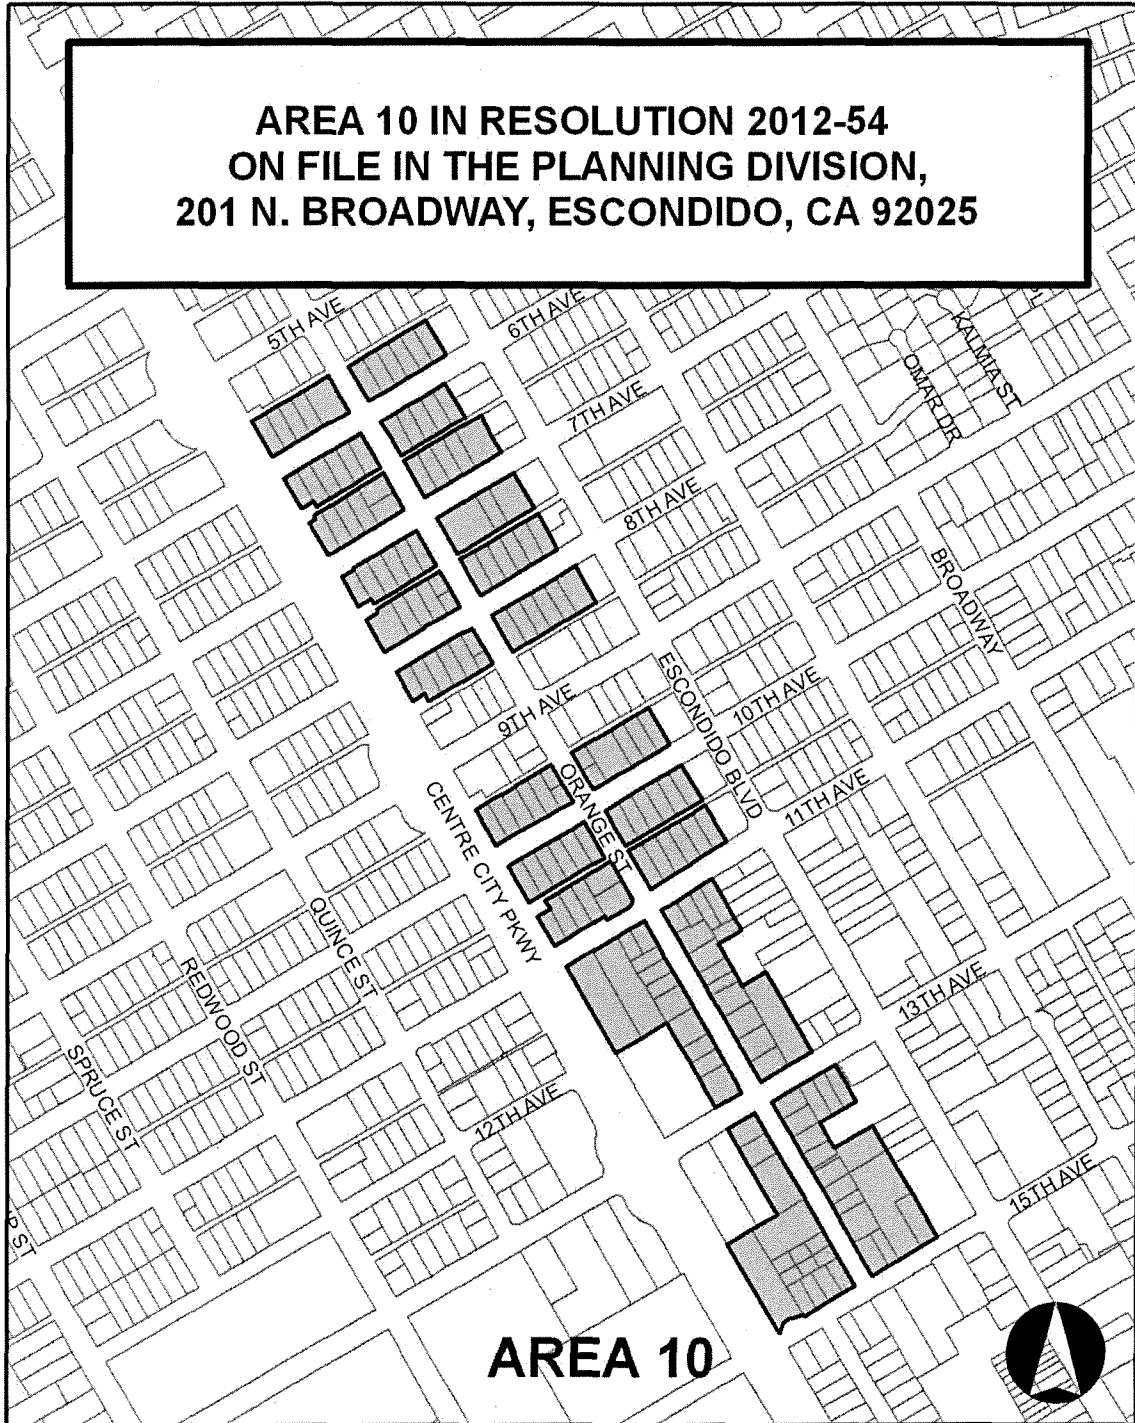 AREA 10 IN RESOLUTION 2012-54
ON FILE IN THE PLANNING DIVISION,
201 N. BROADWAY, ESCONDIDO, CA 92025
5TH AVE
6TH AVE
7TH AVE
KALMIA ST
OMAR DR
8TH AVE
BROADWAY
ESCONDIDO BLVD
9TH AVE
10TH AVE
ORANGE ST
11TH AVE
CENTRE CITY PKWY
QUINCE ST
REDWOOD ST
SPRUCE ST
13TH AVE
12TH AVE
15TH AVE
ST
AREA 10